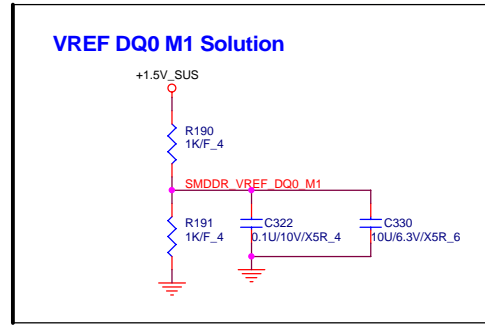 VREF DQ0 M1 Solution
+1.5V_SUS
R190
1K/F_4
SMDDR_VREF_DQ0_M1
R191
1K/F_4
C322
0.1U/10V/X5R_4
C330
10U/6.3V/X5R_6